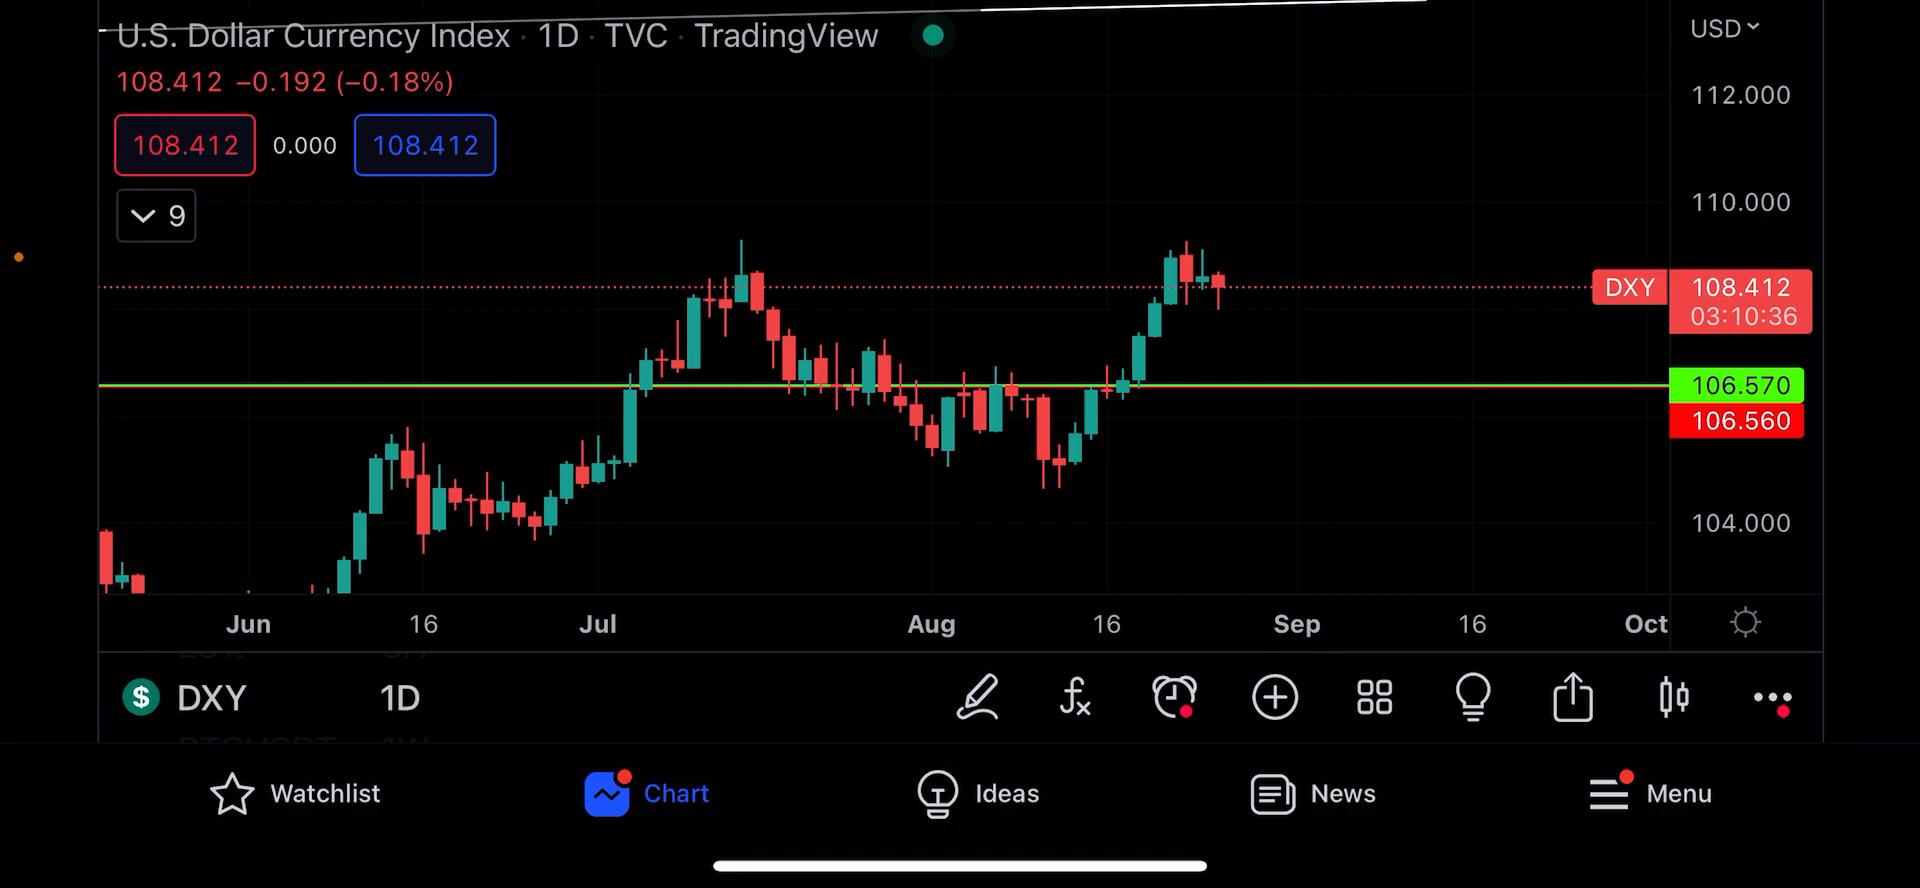 U.S. Dollar Currency Index · 1D · TVC · TradingView
USD
108.412 −0.192 (−0.18%)
108.412 0.000 108.412
9
112.000
110.000
DXY 108.412
03:10:36
106.570
106.560
104.000
Jun 16 Jul Aug 16 Sep 16 Oct
$ DXY 1D
Watchlist Chart Ideas News Menu